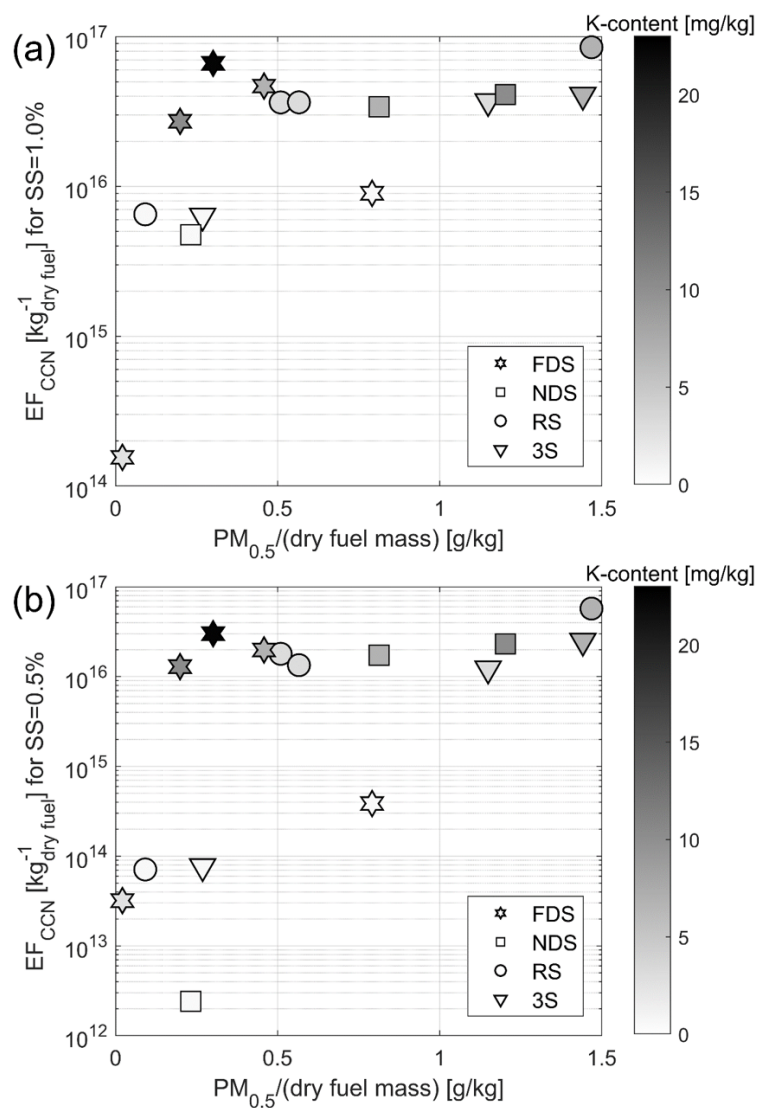 (a)
K-content [mg/kg]
EF_CCN [kg^-1_dry fuel] for SS=1.0%
10^17
10^16
10^15
10^14
20
15
10
5
0
FDS
NDS
RS
3S
0 0.5 1 1.5
PM_0.5/(dry fuel mass) [g/kg]
(b)
K-content [mg/kg]
EF_CCN [kg^-1_dry fuel] for SS=0.5%
10^17
10^16
10^15
10^14
10^13
10^12
20
15
10
5
0
FDS
NDS
RS
3S
0 0.5 1 1.5
PM_0.5/(dry fuel mass) [g/kg]